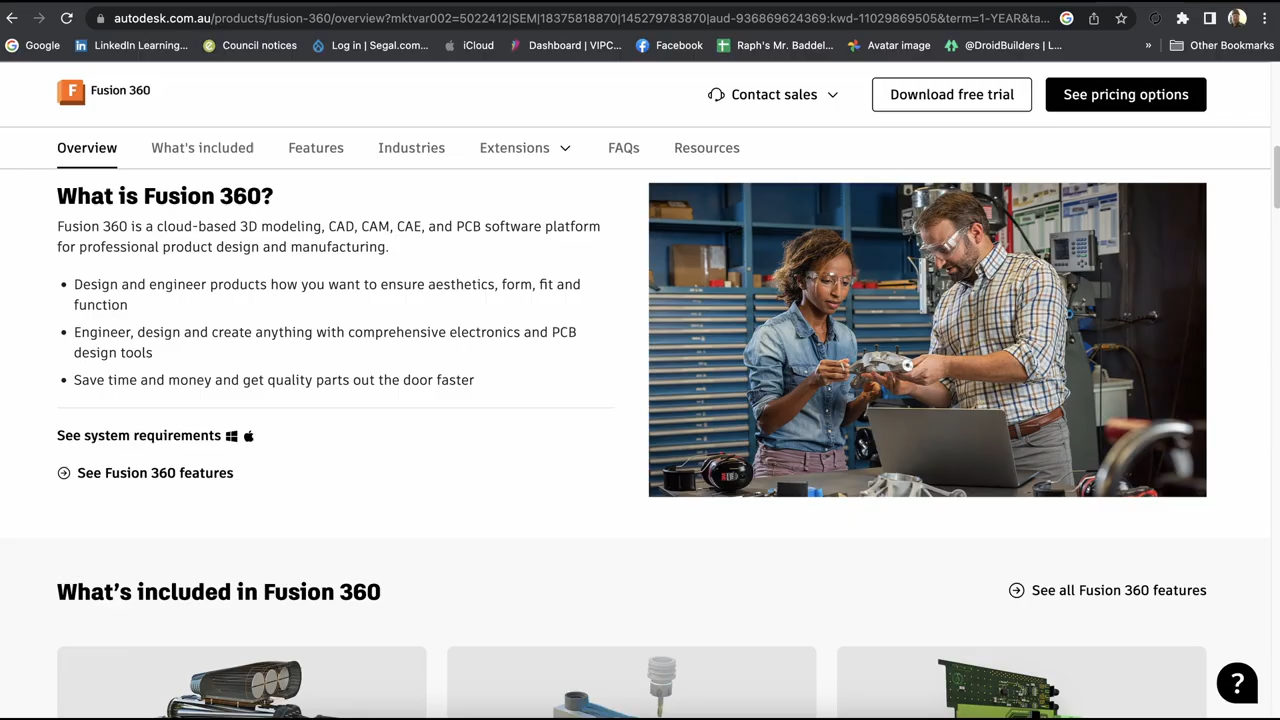 autodesk.com.au/products/fusion-360/overview?mktvar002=5022412|SEM|18375818870|145279783870|aud-936869624369:kwd-11029869505&term=1-YEAR&ta...
Google
LinkedIn Learning...
Council notices
Log in | Segal.com...
iCloud
Dashboard | VIPC...
Facebook
Raph's Mr. Baddel...
Avatar image
@DroidBuilders | L...
»
Other Bookmarks
F Fusion 360
Contact sales
Download free trial
See pricing options
Overview
What's included
Features
Industries
Extensions
FAQs
Resources
What is Fusion 360?
Fusion 360 is a cloud-based 3D modeling, CAD, CAM, CAE, and PCB software platform
for professional product design and manufacturing.
• Design and engineer products how you want to ensure aesthetics, form, fit and
function
• Engineer, design and create anything with comprehensive electronics and PCB
design tools
• Save time and money and get quality parts out the door faster
See system requirements
See Fusion 360 features
What's included in Fusion 360
See all Fusion 360 features
?